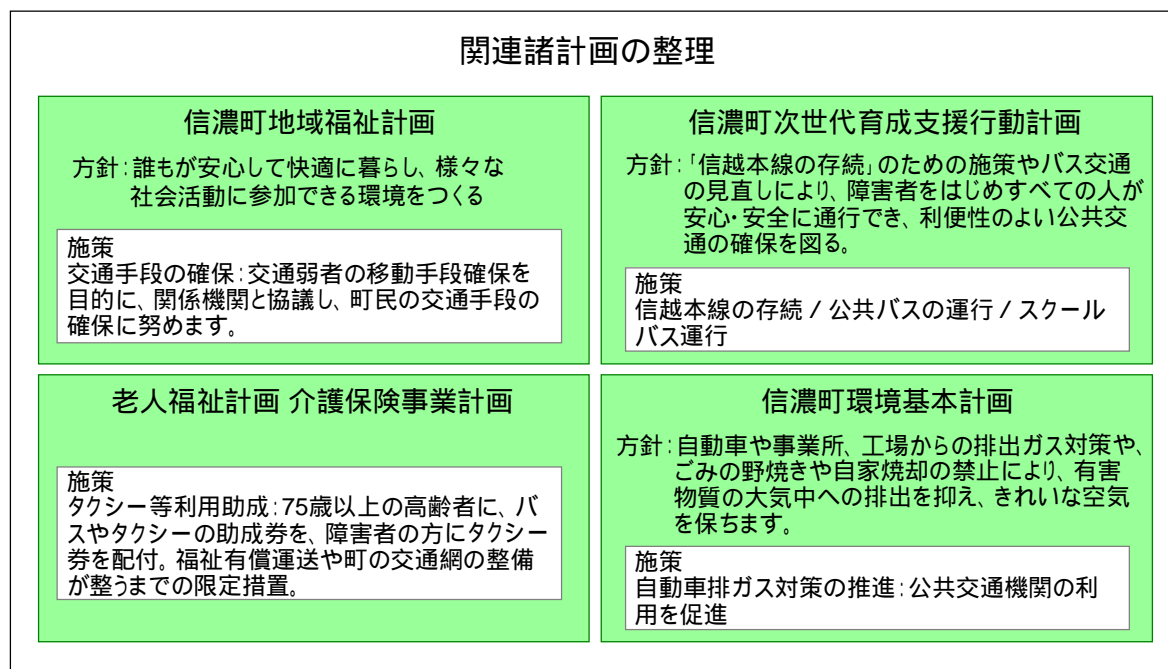 関連諸計画の整理
信濃町地域福祉計画
方針：誰もが安心して快適に暮らし、様々な
社会活動に参加できる環境をつくる
施策
交通手段の確保：交通弱者の移動手段確保を
目的に、関係機関と協議し、町民の交通手段の
確保に努めます。
信濃町次世代育成支援行動計画
方針：「信越本線の存続」のための施策やバス交通
の見直しにより、障害者をはじめすべての人が
安心・安全に通行でき、利便性のよい公共交
通の確保を図る。
施策
信越本線の存続 / 公共バスの運行 / スクール
バス運行
老人福祉計画 介護保険事業計画
施策
タクシー等利用助成：75歳以上の高齢者に、バ
スやタクシーの助成券を、障害者の方にタクシー
券を配付。福祉有償運送や町の交通網の整備
が整うまでの限定措置。
信濃町環境基本計画
方針：自動車や事業所、工場からの排出ガス対策や、
ごみの野焼きや自家焼却の禁止により、有害
物質の大気中への排出を抑え、きれいな空気
を保ちます。
施策
自動車排ガス対策の推進：公共交通機関の利
用を促進